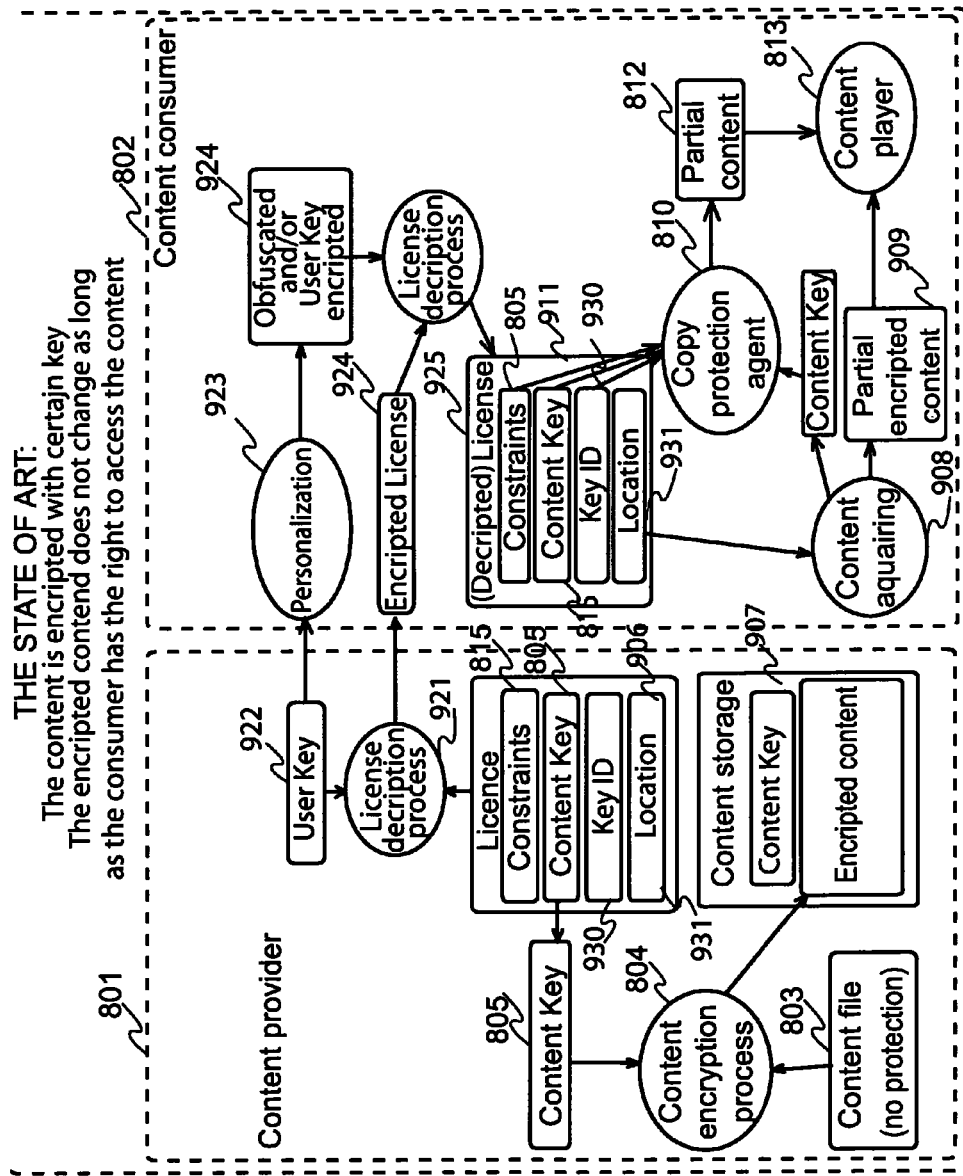 THE STATE OF ART:
The content is encripted with certain key
The encripted contend does not change as long
as the consumer has the right to access the content
801
Content provider
922
User Key
License
decription
process
921
Licence
Constraints
815
Content Key
805
Key ID
930
Location
906
931
805
Content Key
Content
encryption
process
804
803
Content file
(no protection)
Content storage
907
Content Key
Encripted content
802
Content consumer
923
Personalization
924
Obfuscated
and/or
User Key
encripted
License
decription
process
Encripted License
924
925
(Decripted) License
Constraints
805
Content Key
911
Key ID
930
Location
931
815
Copy
protection
agent
810
Partial
content
812
Content
player
813
Content Key
Partial
encripted
content
909
Content
aquairing
908